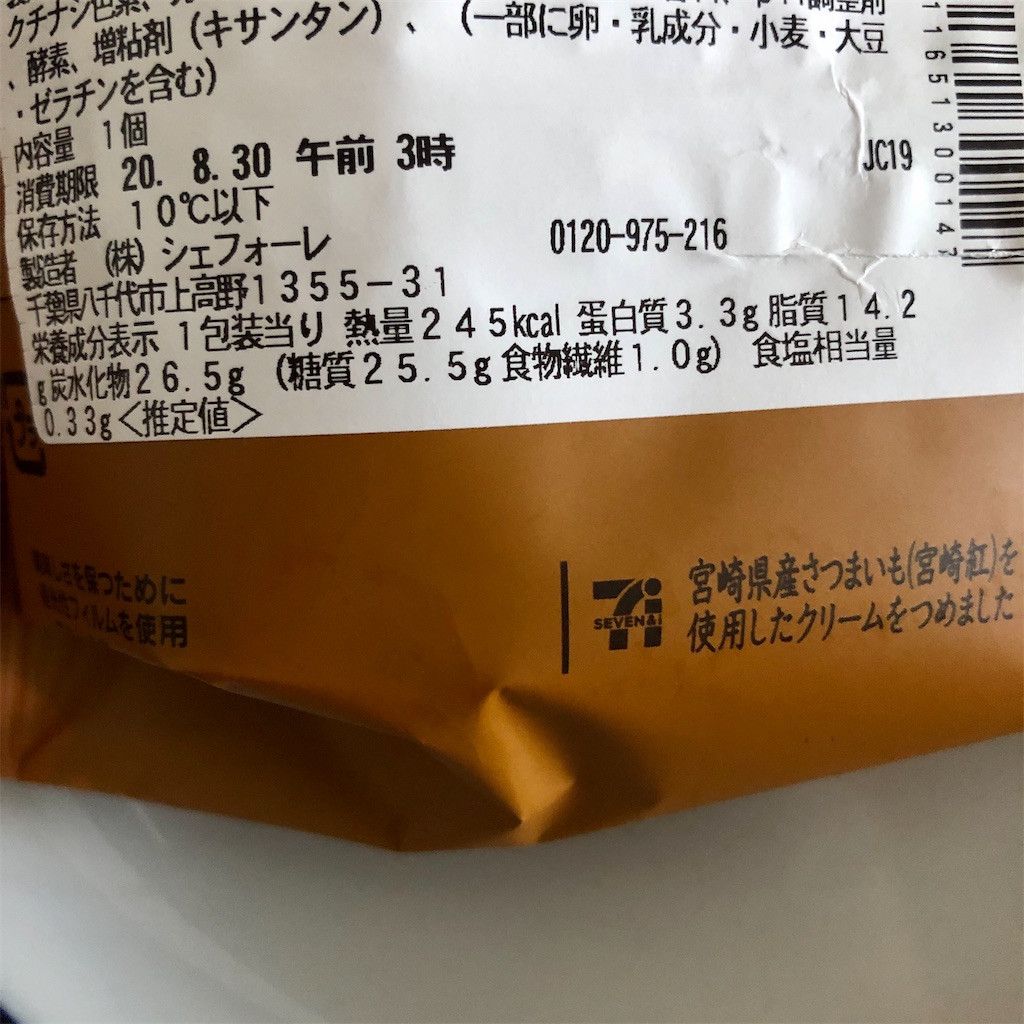 クチナシ色素、
、酵素、増粘剤(キサンタン)、(一部に卵・乳成分・小麦・大豆
・ゼラチンを含む)
内容量 1個
消費期限 20. 8.30 午前 3時
JC19
保存方法 10℃以下
製造者 (株)シェフォーレ 0120-975-216
千葉県八千代市上高野1355-31
栄養成分表示 1包装当り 熱量245kcal 蛋白質3.3g 脂質14.2
g 炭水化物26.5g (糖質25.5g 食物繊維1.0g) 食塩相当量
0.33g<推定値>
11651300147
さを保つために
フィルムを使用
SEVEN&i
宮崎県産さつまいも(宮崎紅)を
使用したクリームをつめました